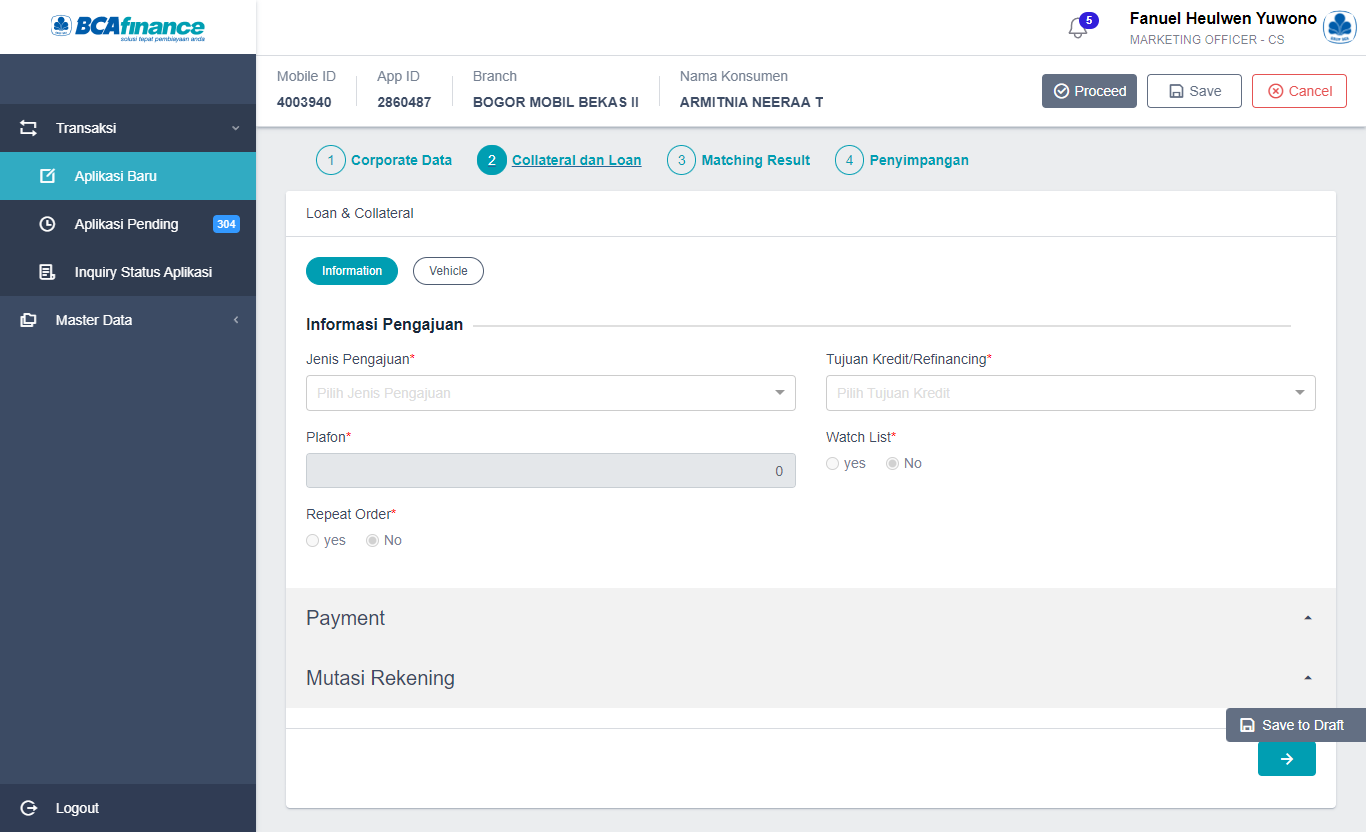 BCAfinance
solusi tepat pembiayaan anda
5
Fanuel Heulwen Yuwono
MARKETING OFFICER - CS
Mobile ID
4003940
App ID
2860487
Branch
BOGOR MOBIL BEKAS II
Nama Konsumen
ARMITNIA NEERAA T
Proceed
Save
Cancel
Transaksi
Aplikasi Baru
Aplikasi Pending 304
Inquiry Status Aplikasi
Master Data
Logout
1 Corporate Data
2 Collateral dan Loan
3 Matching Result
4 Penyimpangan
Loan & Collateral
Information
Vehicle
Informasi Pengajuan
Jenis Pengajuan*
Pilih Jenis Pengajuan
Tujuan Kredit/Refinancing*
Pilih Tujuan Kredit
Plafon*
0
Watch List*
yes No
Repeat Order*
yes No
Payment
Mutasi Rekening
Save to Draft